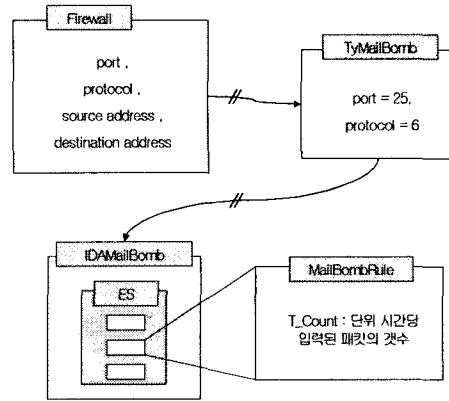 Firewall
port ,
protocol ,
source address ,
destination address
TyMailBomb
port = 25,
protocol = 6
IDAMailBomb
ES
MailBombRule
T_Count : 단위 시간당
입력된 패킷의 갯수